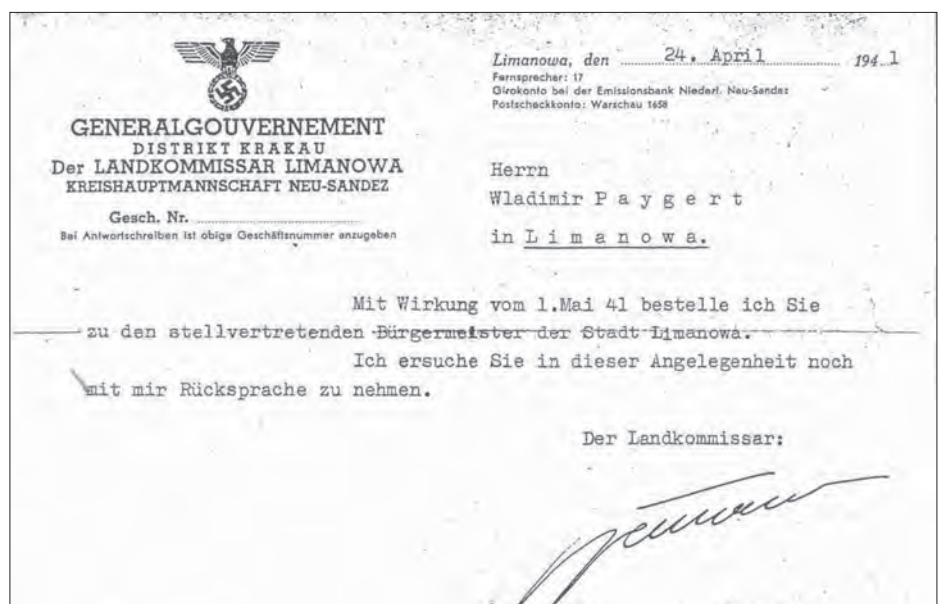 GENERALGOUVERNEMENT
DISTRIKT KRAKAU
Der LANDKOMMISSAR LIMANOWA
KREISHAUPTMANNSCHAFT NEU-SANDEZ
Gesch. Nr.
Bei Antwortschreiben ist obige Geschäftsnummer anzugeben
Limanowa, den 24. April 1941
Fernsprecher: 17
Girokonto bei der Emissionsbank Niederl. Neu-Sandez
Postscheckkonto: Warschau 1658
Herrn
Wladimir P a y g e r t
in L i m a n o w a.
Mit Wirkung vom 1.Mai 41 bestelle ich Sie
zu den stellvertretenden Bürgermeister der Stadt Limanowa.
Ich ersuche Sie in dieser Angelegenheit noch
mit mir Rücksprache zu nehmen.
Der Landkommissar: